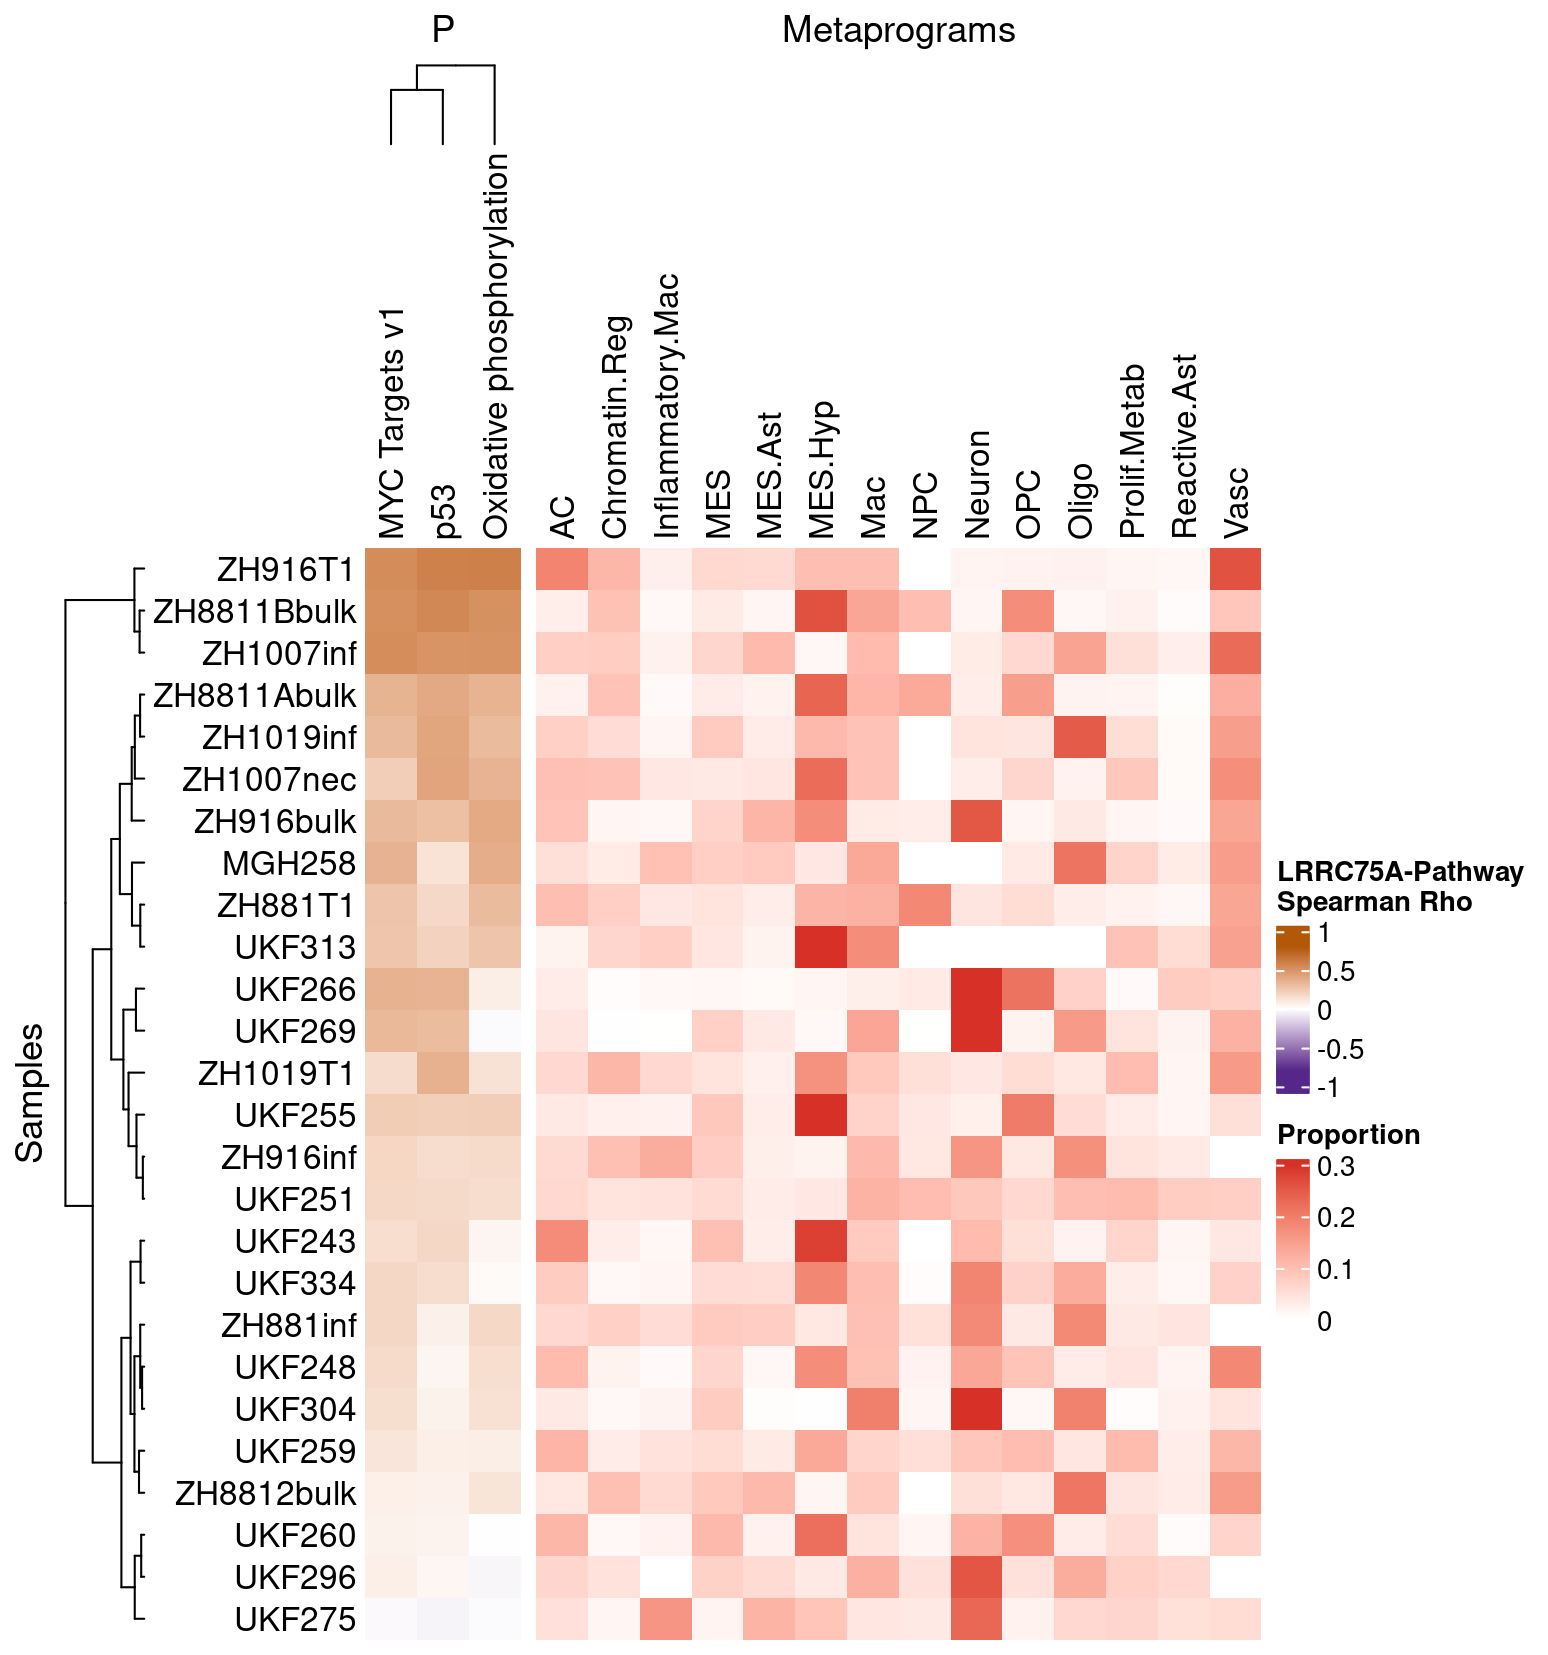 P
Metaprograms
MYC Targets v1
p53
Oxidative phosphorylation
AC
Chromatin.Reg
Inflammatory.Mac
MES
MES.Ast
MES.Hyp
Mac
NPC
Neuron
OPC
Oligo
Prolif.Metab
Reactive.Ast
Vasc
Samples
ZH916T1
ZH8811Bbulk
ZH1007inf
ZH8811Abulk
ZH1019inf
ZH1007nec
ZH916bulk
MGH258
ZH881T1
UKF313
UKF266
UKF269
ZH1019T1
UKF255
ZH916inf
UKF251
UKF243
UKF334
ZH881inf
UKF248
UKF304
UKF259
ZH8812bulk
UKF260
UKF296
UKF275
LRRC75A-Pathway
Spearman Rho
1
0.5
0
-0.5
-1
Proportion
0.3
0.2
0.1
0